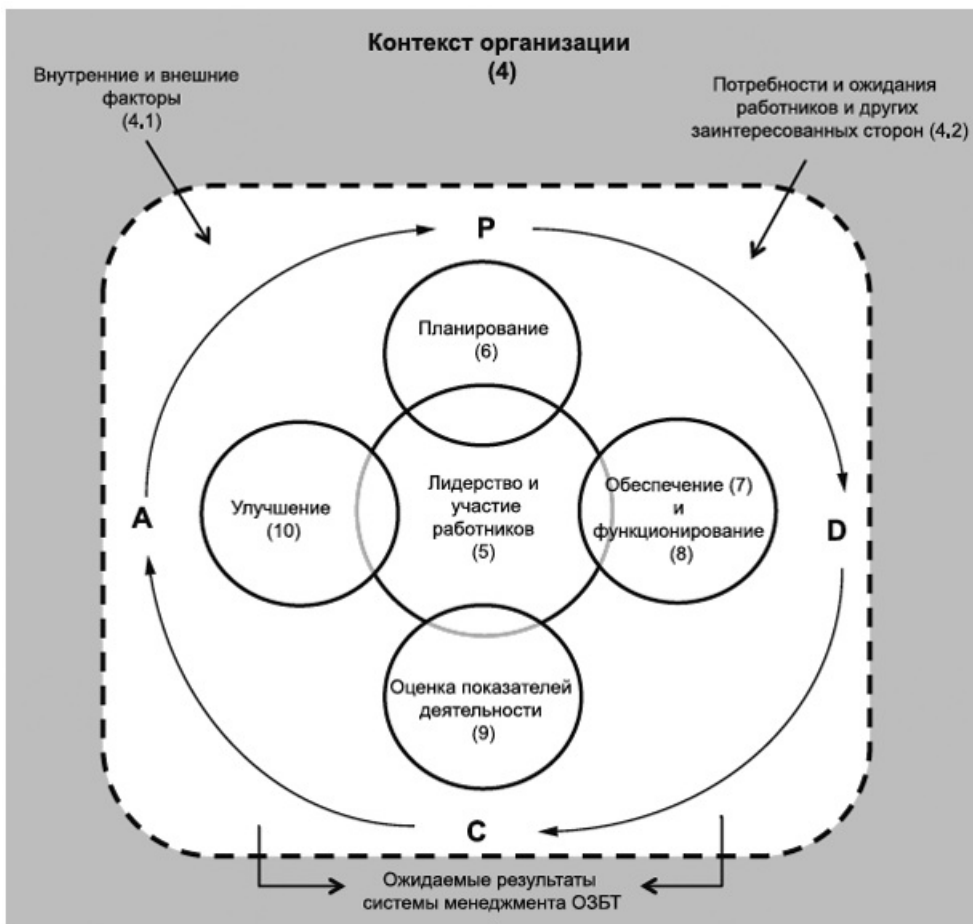 Контекст организации
(4)
Внутренние и внешние
факторы
(4.1)
Потребности и ожидания
работников и других
заинтересованных сторон (4.2)
P
Планирование
(6)
Улучшение
(10)
Лидерство и
участие
работников
(5)
Обеспечение (7)
и
функционирование
(8)
A
D
Оценка показателей
деятельности
(9)
C
Ожидаемые результаты
системы менеджмента ОЗБТ